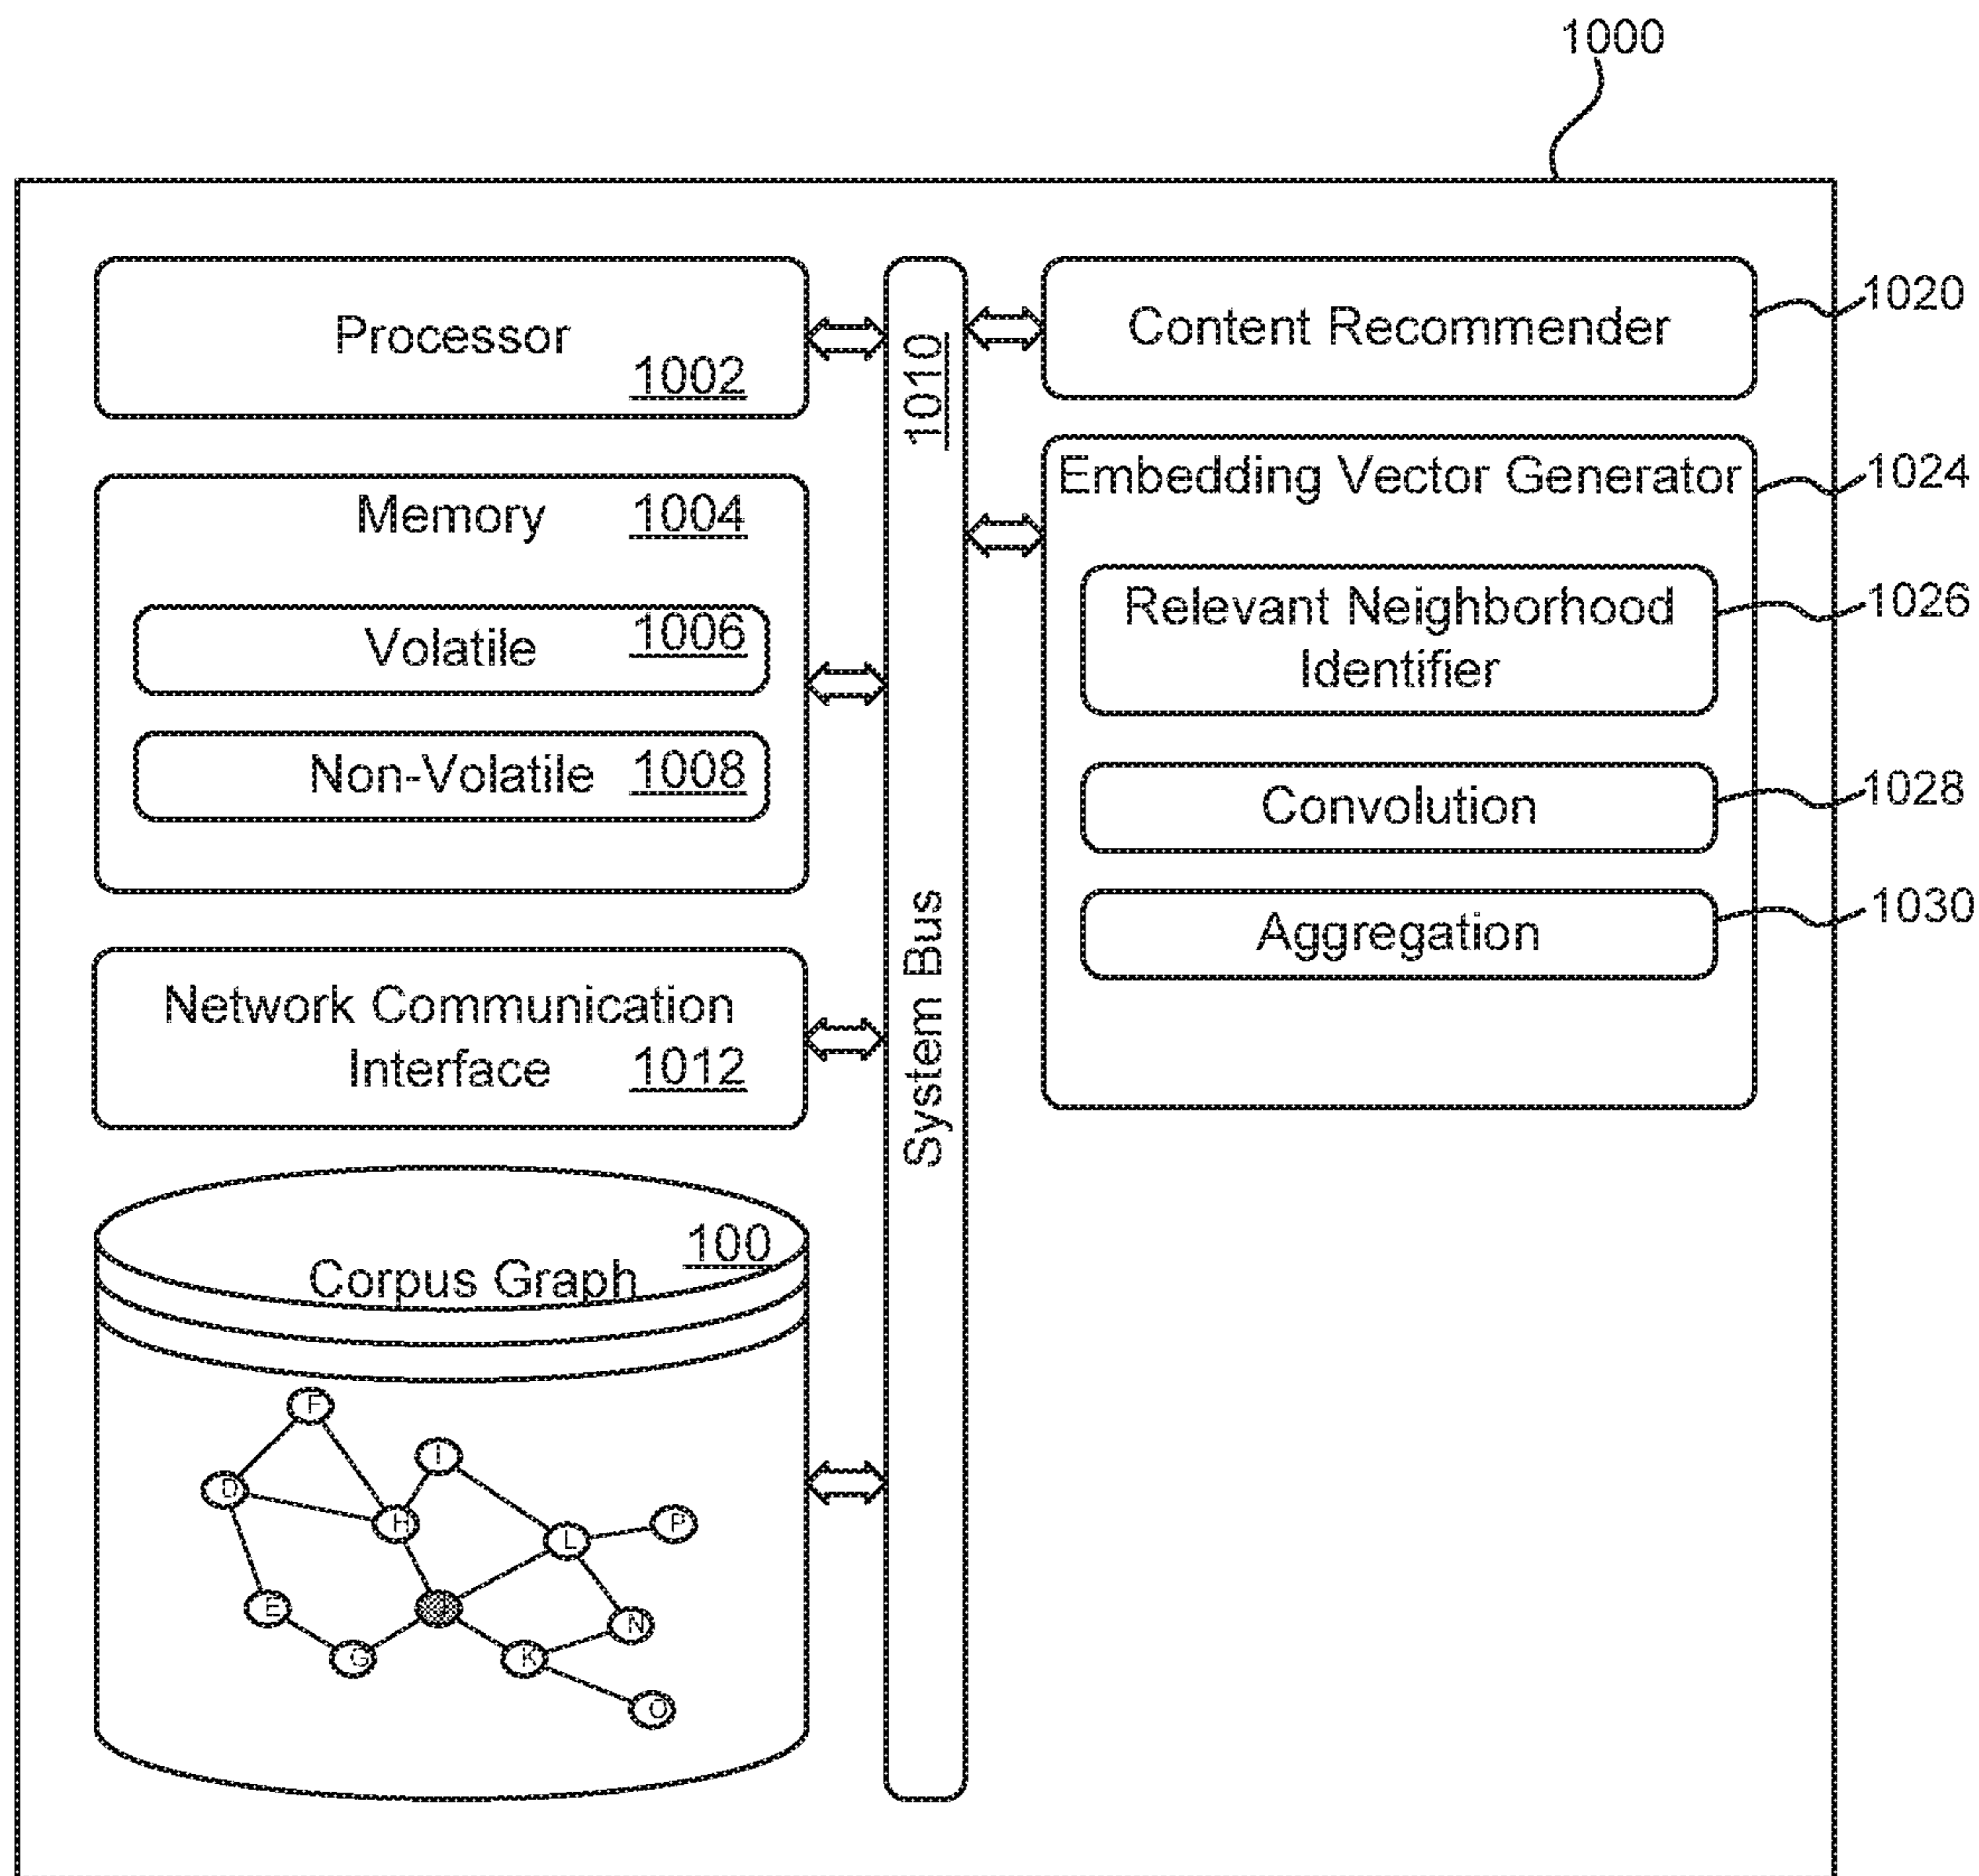 1000
Processor
1002
Memory 1004
Volatile 1006
Non-Volatile 1008
Network Communication
Interface 1012
Corpus Graph 100
F
I
D
H
L
P
E
N
G
K
O
1010
System Bus
Content Recommender
1020
Embedding Vector Generator
1024
Relevant Neighborhood
Identifier
1026
Convolution
1028
Aggregation
1030